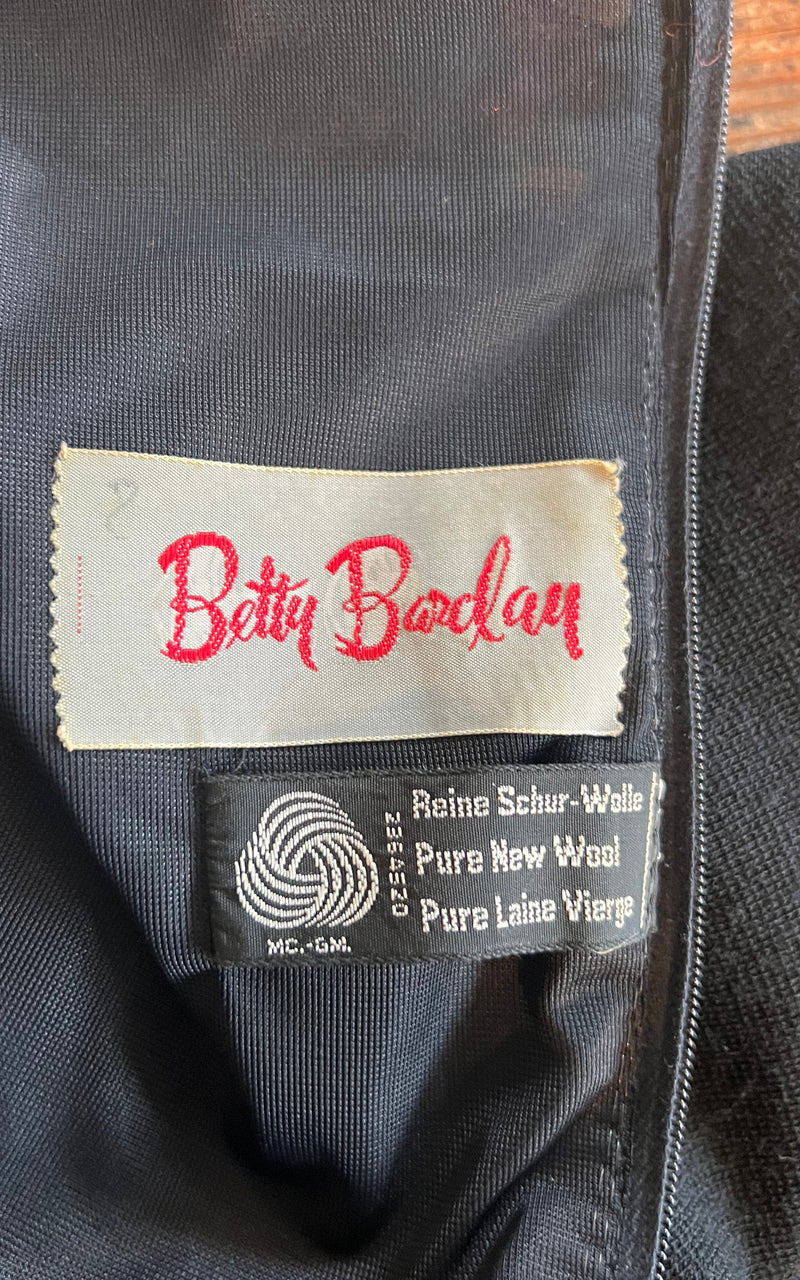 Betty Barclay
Reine Schur-Wolle
Pure New Wool
Pure Laine Vierge
MC.-GM.